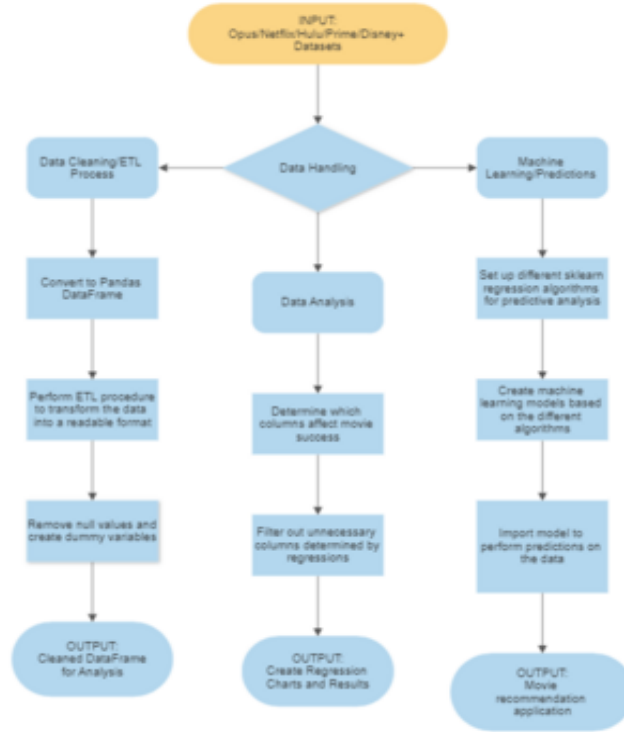 INPUT:
Opus/Netflix/Hulu/Prime/Disney+
Datasets
Data Cleaning/ETL
Process
Data Handling
Machine
Learning/Predictions
Convert to Pandas
DataFrame
Data Analysis
Set up different sklearn
regression algorithms
for predictive analysis
Perform ETL procedure
to transform the data
into a readable format
Determine which
columns affect movie
success
Create machine
learning models based
on the different
algorithms
Remove null values and
create dummy variables
Filter out unnecessary
columns determined by
regressions
Import model to
perform predictions on
the data
OUTPUT:
Cleaned DataFrame
for Analysis
OUTPUT:
Create Regression
Charts and Results
OUTPUT:
Movie
recommendation
application